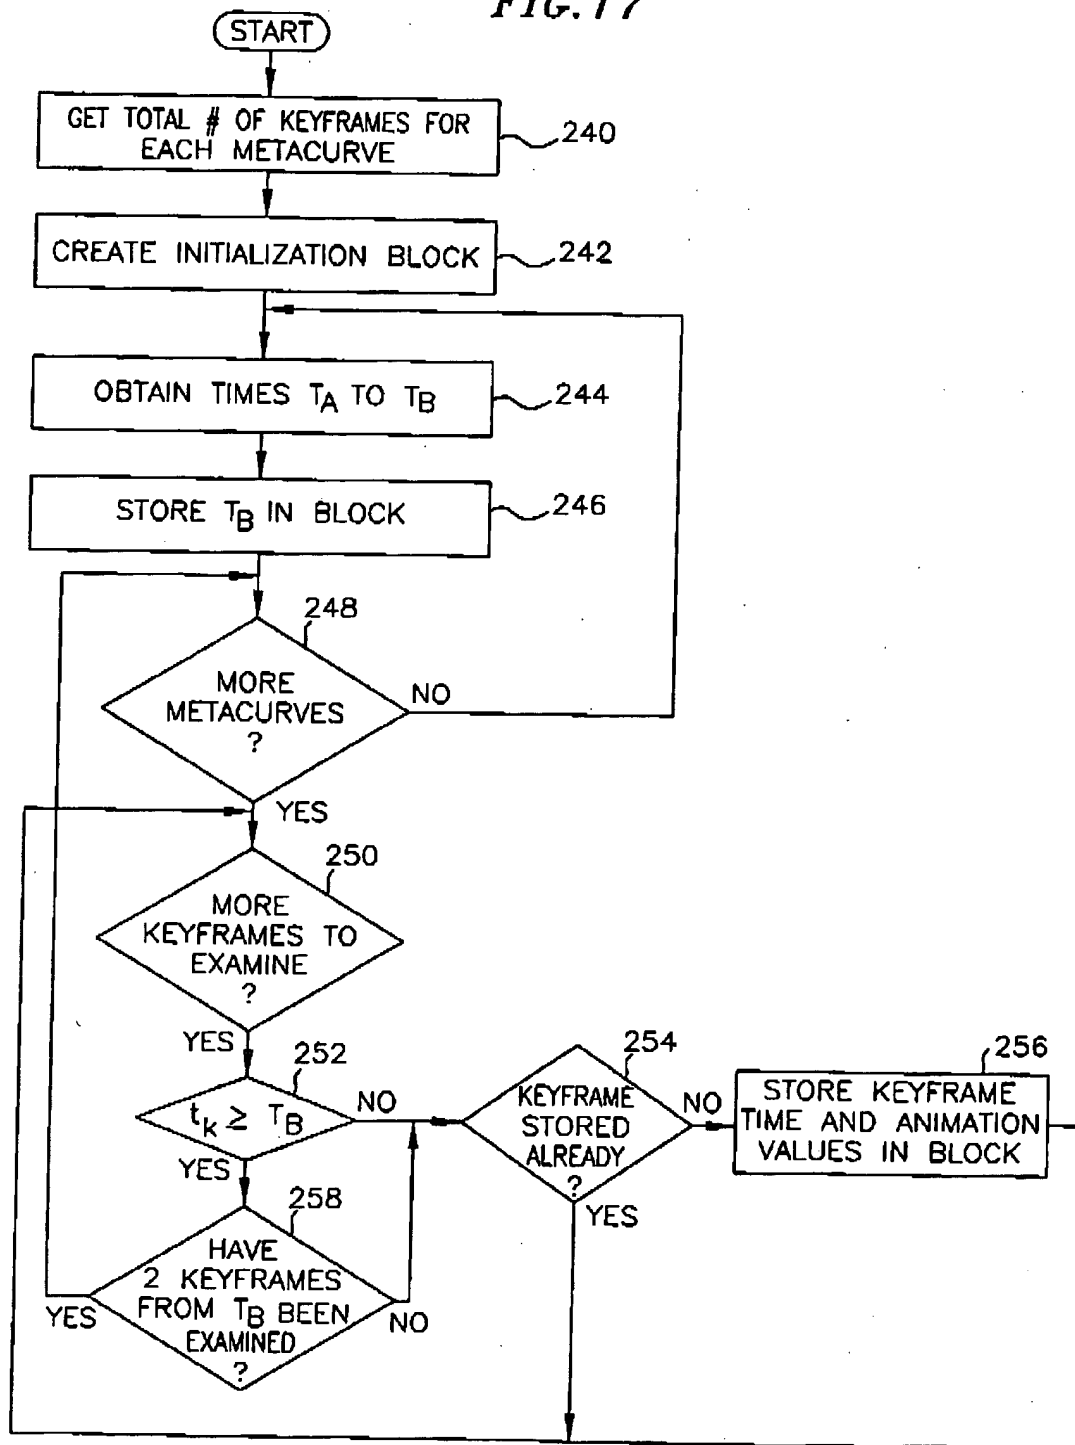 FIG. 17
START
GET TOTAL # OF KEYFRAMES FOR
EACH METACURVE
240
CREATE INITIALIZATION BLOCK
242
OBTAIN TIMES TA TO TB
244
STORE TB IN BLOCK
246
248
MORE
METACURVES
?
NO
YES
250
MORE
KEYFRAMES TO
EXAMINE
?
YES
252
tk ≥ TB
NO
YES
254
KEYFRAME
STORED
ALREADY
?
NO
YES
256
STORE KEYFRAME
TIME AND ANIMATION
VALUES IN BLOCK
258
HAVE
2 KEYFRAMES
FROM TB BEEN
EXAMINED
?
YES
NO